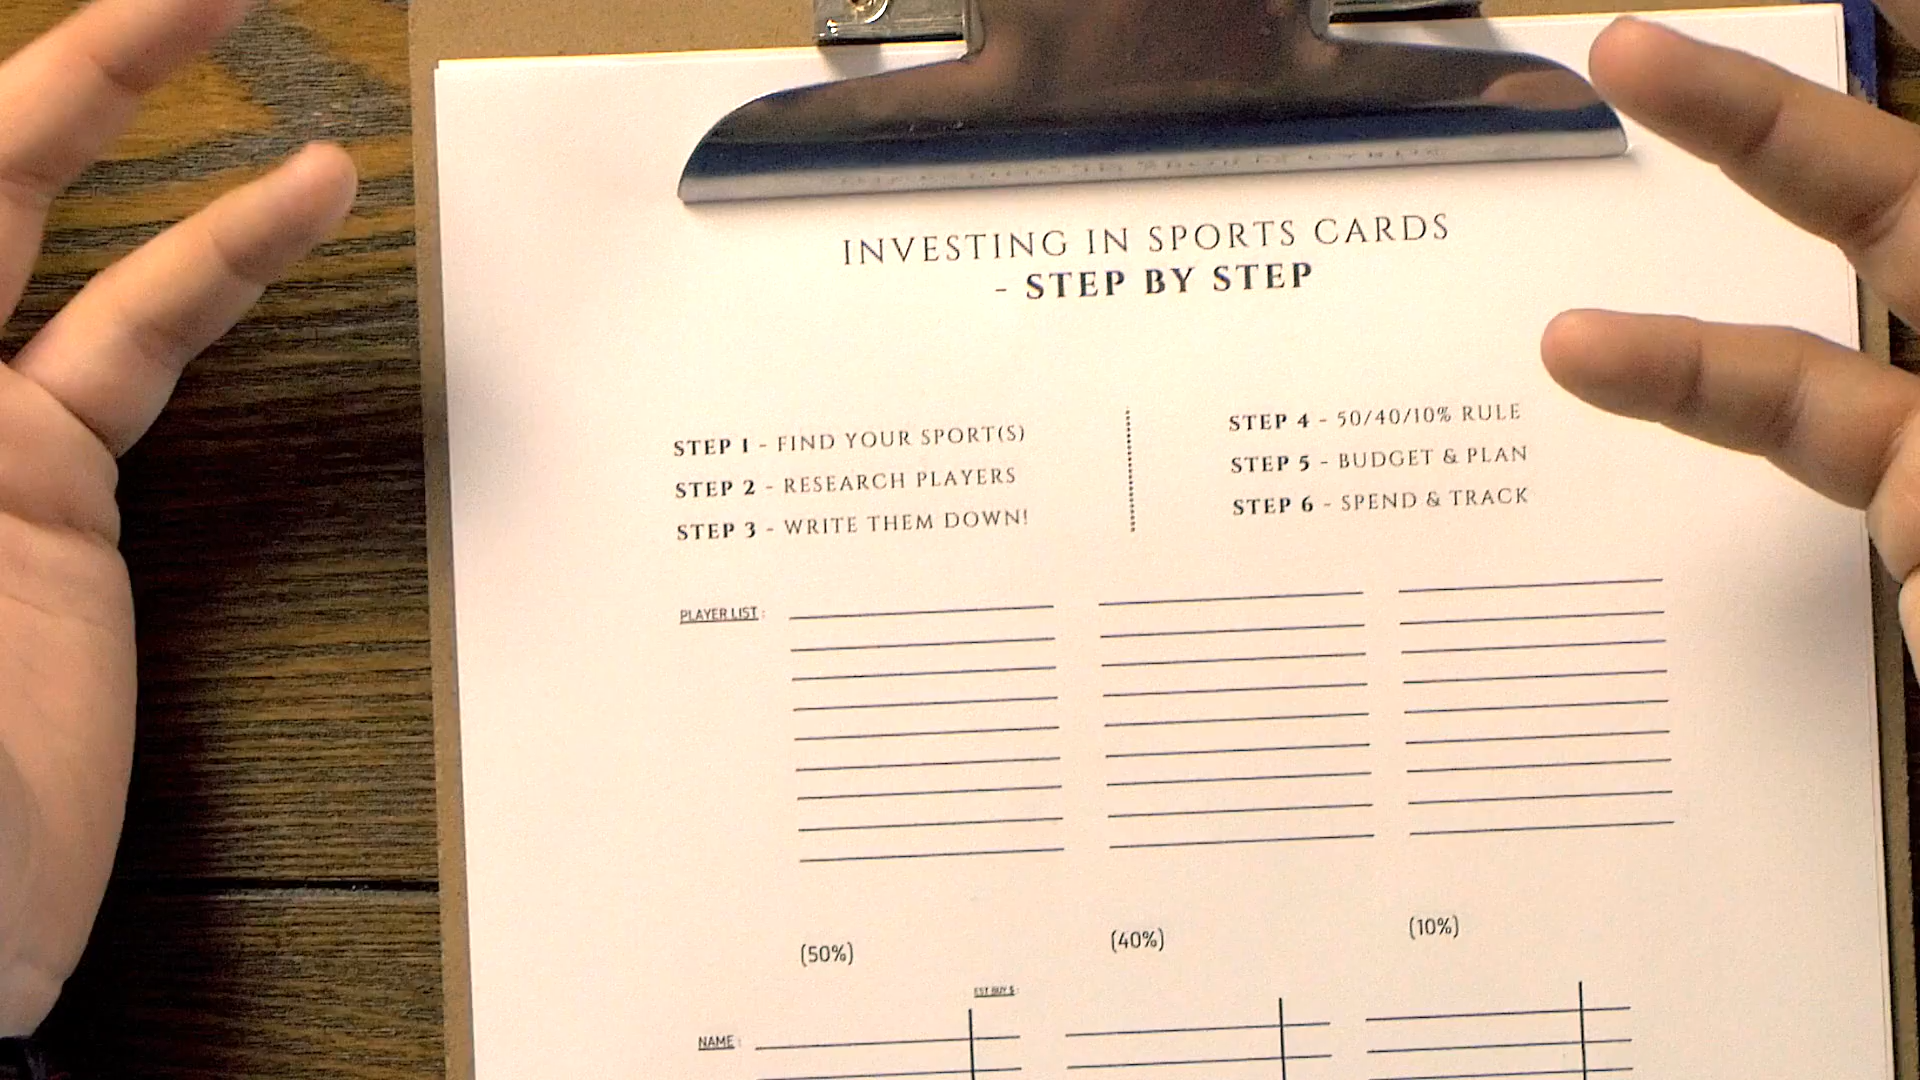 INVESTING IN SPORTS CARDS
- STEP BY STEP
STEP 1 - FIND YOUR SPORT(S)
STEP 2 - RESEARCH PLAYERS
STEP 3 - WRITE THEM DOWN!
STEP 4 - 50/40/10% RULE
STEP 5 - BUDGET & PLAN
STEP 6 - SPEND & TRACK
PLAYER LIST :
(50%)
(40%)
(10%)
EST BUY $ :
NAME :